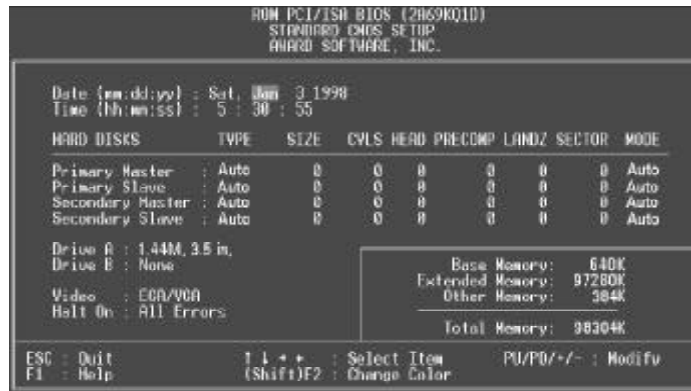 ROM PCI/ISA BIOS (2A69KQ1D)
STANDARD CMOS SETUP
AWARD SOFTWARE, INC.
Date (mm:dd:yy) : Sat, Jan 3 1998
Time (hh:mm:ss) : 5 : 30 : 55
HARD DISKS TYPE SIZE CYLS HEAD PRECOMP LANDZ SECTOR MODE
Primary Master : Auto 0 0 0 0 0 0 Auto
Primary Slave : Auto 0 0 0 0 0 0 Auto
Secondary Master : Auto 0 0 0 0 0 0 Auto
Secondary Slave : Auto 0 0 0 0 0 0 Auto
Drive A : 1.44M, 3.5 in,
Drive B : None
Video : EGA/VGA
Halt On : All Errors
Base Memory: 640K
Extended Memory: 97280K
Other Memory: 384K
Total Memory: 98304K
ESC : Quit ↑ ↓ → ← : Select Item PU/PD/+/- : Modify
F1 : Help (Shift)F2 : Change Color